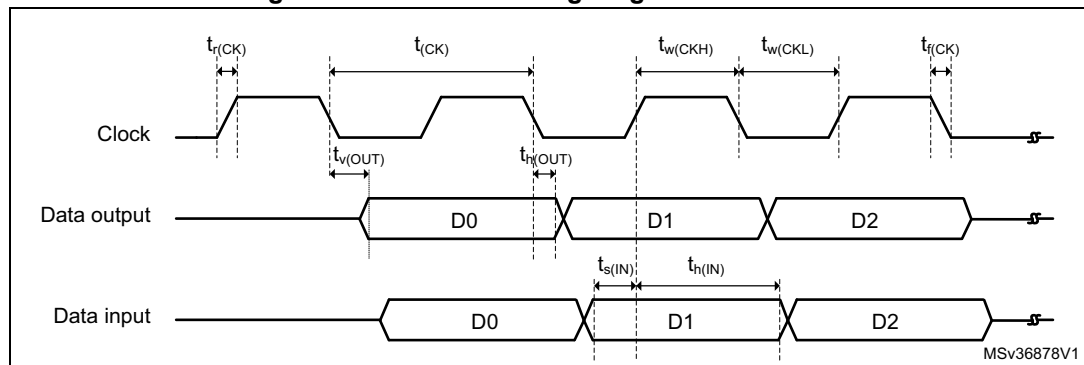 t_r(CK) t_(CK) t_w(CKH) t_w(CKL) t_f(CK)
Clock
t_v(OUT) t_h(OUT)
Data output D0 D1 D2
t_s(IN) t_h(IN)
Data input D0 D1 D2
MSv36878V1